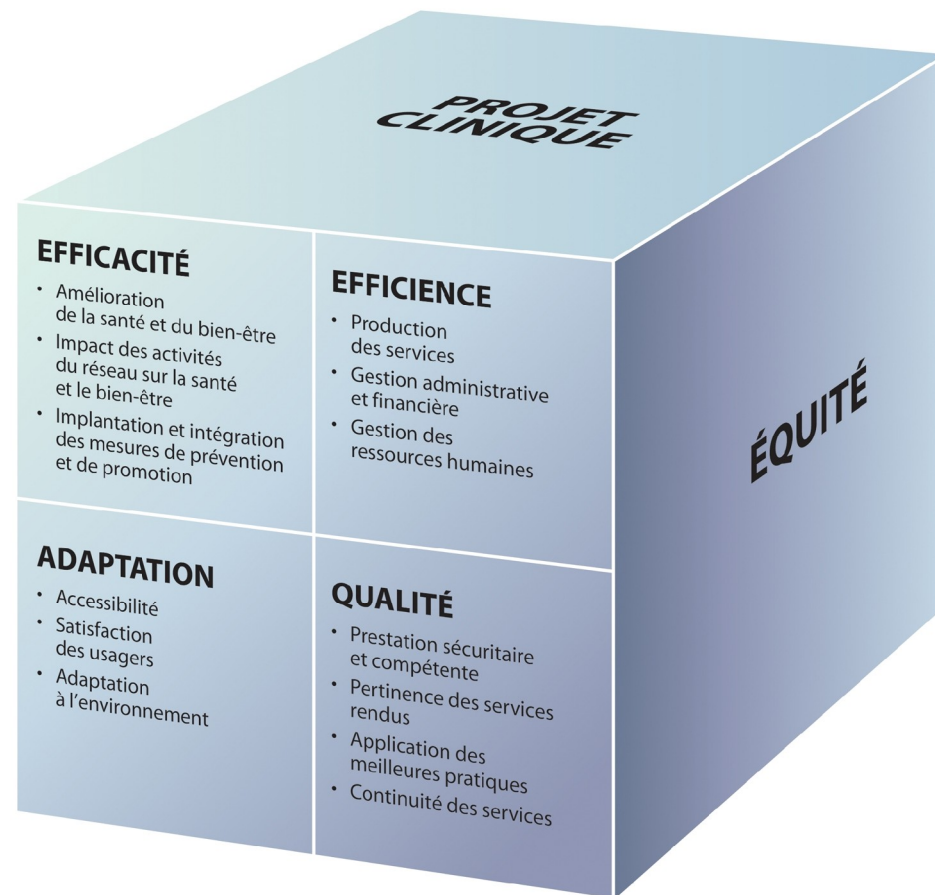 PROJET
CLINIQUE
EFFICACITÉ
• Amélioration
de la santé et du bien-être
• Impact des activités
du réseau sur la santé
et le bien-être
• Implantation et intégration
des mesures de prévention
et de promotion
EFFICIENCE
• Production
des services
• Gestion administrative
et financière
• Gestion des
ressources humaines
ÉQUITÉ
ADAPTATION
• Accessibilité
• Satisfaction
des usagers
• Adaptation
à l'environnement
QUALITÉ
• Prestation sécuritaire
et compétente
• Pertinence des services
rendus
• Application des
meilleures pratiques
• Continuité des services